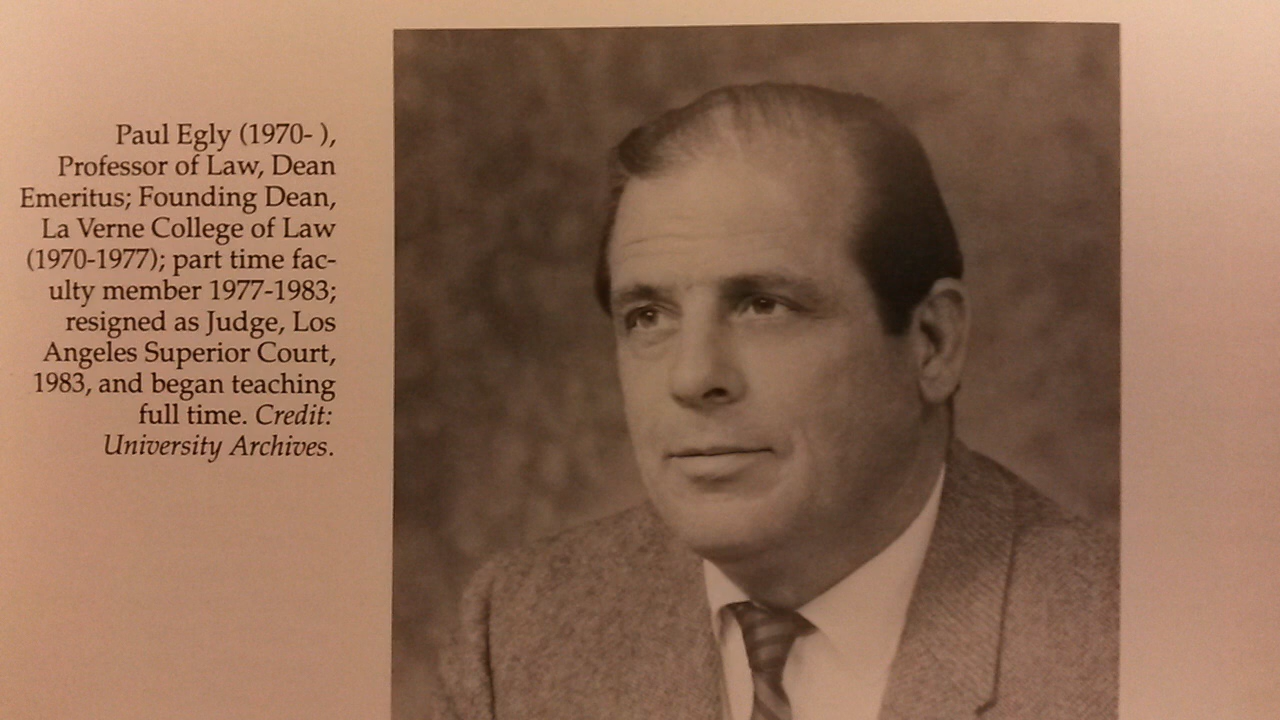 Paul Egly (1970- ),
Professor of Law, Dean
Emeritus; Founding Dean,
La Verne College of Law
(1970-1977); part time fac-
ulty member 1977-1983;
resigned as Judge, Los
Angeles Superior Court,
1983, and began teaching
full time. Credit:
University Archives.